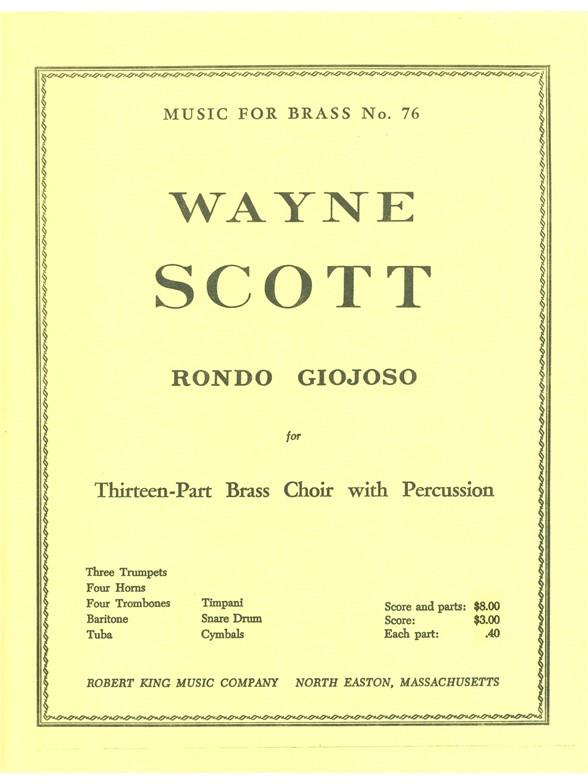 MUSIC FOR BRASS No. 76
WAYNE
SCOTT
RONDO GIOJOSO
for
Thirteen-Part Brass Choir with Percussion
Three Trumpets
Four Horns
Four Trombones
Baritone
Tuba
Timpani
Snare Drum
Cymbals
Score and parts: $8.00
Score: $3.00
Each part: .40
ROBERT KING MUSIC COMPANY NORTH EASTON, MASSACHUSETTS